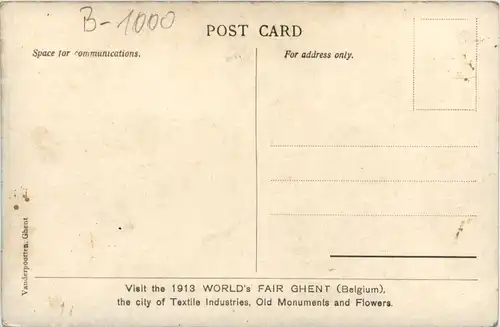 B-1000
POST CARD
Space for communications.
For address only.
Vanderpoorten, Ghent
Visit the 1913 WORLD's FAIR GHENT (Belgium),
the city of Textile Industries, Old Monuments and Flowers.